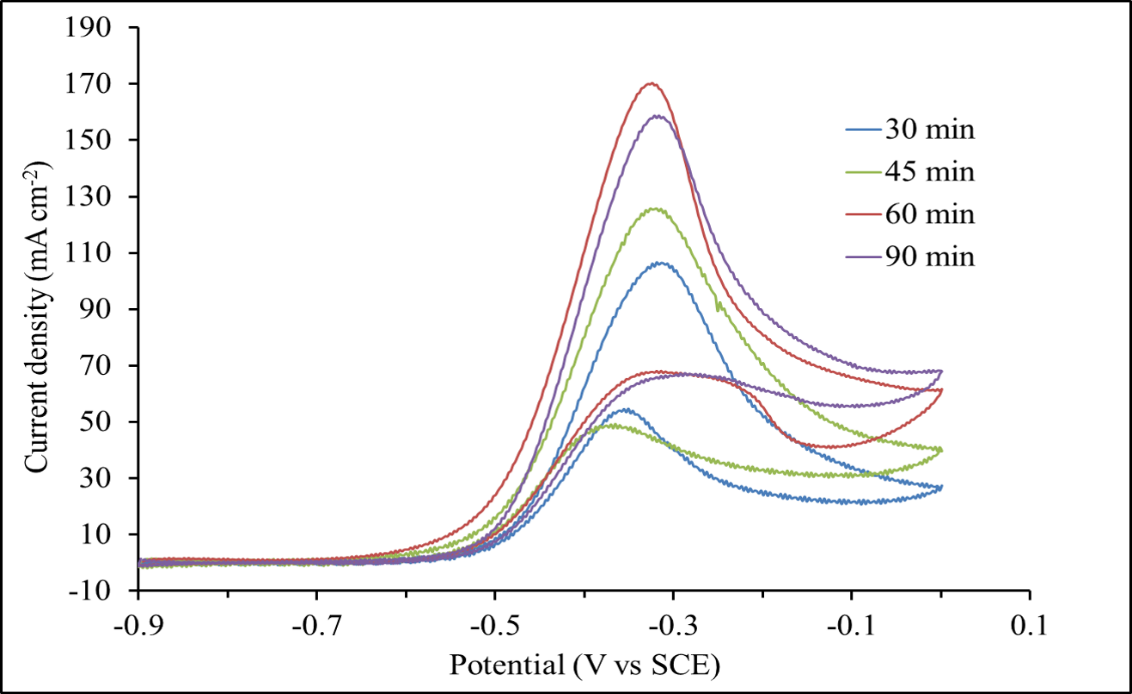 190
170
150
130
110
90
70
50
30
10
-10
Current density (mA cm-2)
30 min
45 min
60 min
90 min
-0.9
-0.7
-0.5
-0.3
-0.1
0.1
Potential (V vs SCE)